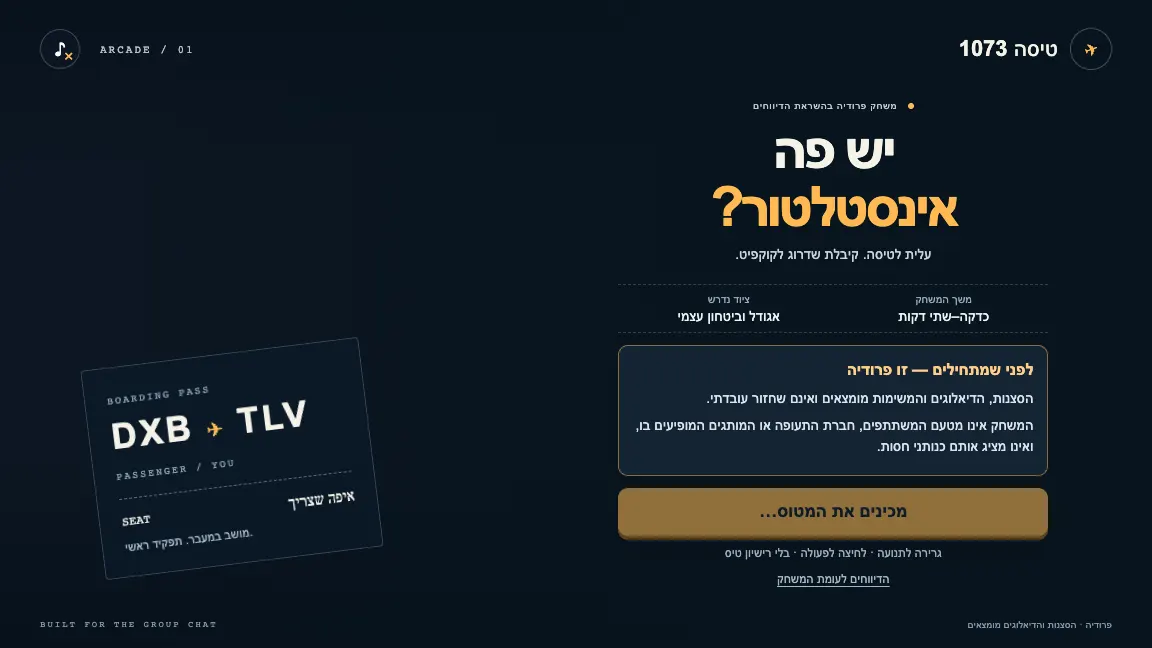 טיסה 1073
ARCADE / 01
משחק פרודיה בהשראת הדיווחים
יש פה
אינסטלטור?
עלית לטיסה. קיבלת שדרוג לקוקפיט.
משך המשחק
כדקה–שתי דקות
ציוד נדרש
אגודל וביטחון עצמי
לפני שמתחילים — זו פרודיה
הסצנות, הדיאלוגים והמשימות מומצאים ואינם שחזור עובדתי.
המשחק אינו מטעם המשתתפים, חברת התעופה או המותגים המופיעים בו,
ואינו מציג אותם כנותני חסות.
מכינים את המטוס...
גרירה לתנועה · לחיצה לפעולה · בלי רישיון טיס
הדיווחים לעומת המשחק
BOARDING PASS
DXB ✈ TLV
PASSENGER / YOU
SEAT
איפה שצריך
מושב במעבר. תפקיד ראשי.
BUILT FOR THE GROUP CHAT
פרודיה · הסצנות והדיאלוגים מומצאים